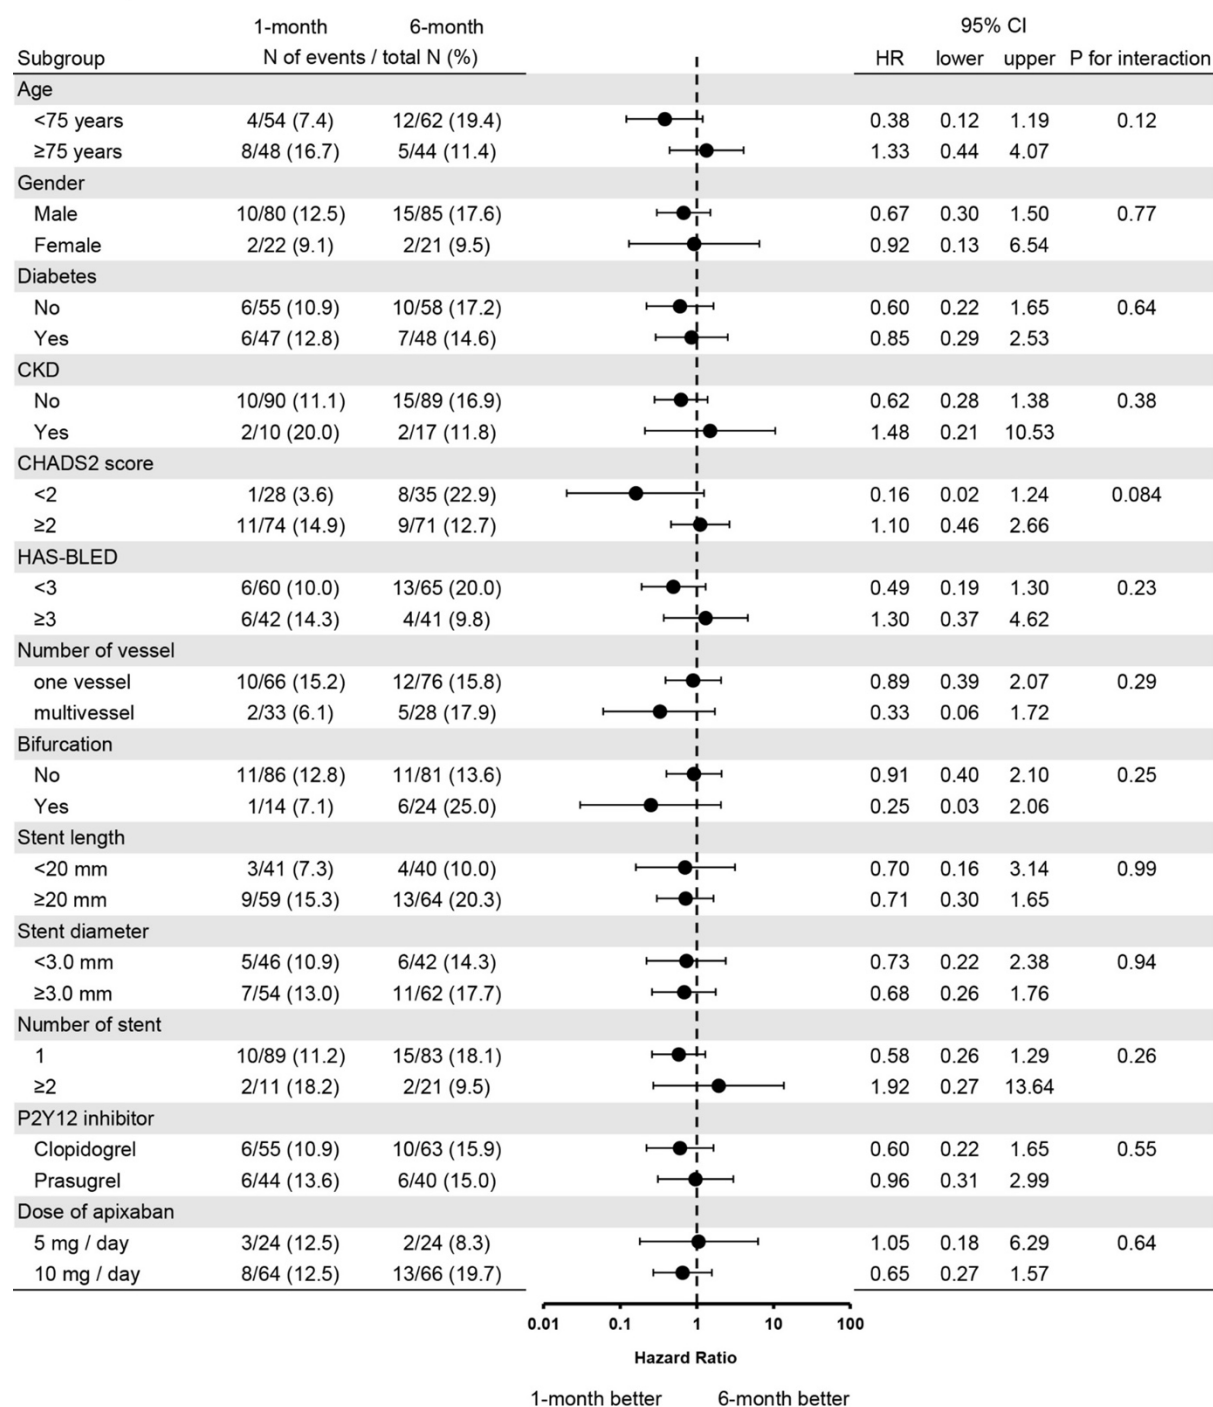 1-month 6-month 95% CI
Subgroup N of events / total N (%) HR lower upper P for interaction
Age
<75 years 4/54 (7.4) 12/62 (19.4) 0.38 0.12 1.19 0.12
≥75 years 8/48 (16.7) 5/44 (11.4) 1.33 0.44 4.07
Gender
Male 10/80 (12.5) 15/85 (17.6) 0.67 0.30 1.50 0.77
Female 2/22 (9.1) 2/21 (9.5) 0.92 0.13 6.54
Diabetes
No 6/55 (10.9) 10/58 (17.2) 0.60 0.22 1.65 0.64
Yes 6/47 (12.8) 7/48 (14.6) 0.85 0.29 2.53
CKD
No 10/90 (11.1) 15/89 (16.9) 0.62 0.28 1.38 0.38
Yes 2/10 (20.0) 2/17 (11.8) 1.48 0.21 10.53
CHADS2 score
<2 1/28 (3.6) 8/35 (22.9) 0.16 0.02 1.24 0.084
≥2 11/74 (14.9) 9/71 (12.7) 1.10 0.46 2.66
HAS-BLED
<3 6/60 (10.0) 13/65 (20.0) 0.49 0.19 1.30 0.23
≥3 6/42 (14.3) 4/41 (9.8) 1.30 0.37 4.62
Number of vessel
one vessel 10/66 (15.2) 12/76 (15.8) 0.89 0.39 2.07 0.29
multivessel 2/33 (6.1) 5/28 (17.9) 0.33 0.06 1.72
Bifurcation
No 11/86 (12.8) 11/81 (13.6) 0.91 0.40 2.10 0.25
Yes 1/14 (7.1) 6/24 (25.0) 0.25 0.03 2.06
Stent length
<20 mm 3/41 (7.3) 4/40 (10.0) 0.70 0.16 3.14 0.99
≥20 mm 9/59 (15.3) 13/64 (20.3) 0.71 0.30 1.65
Stent diameter
<3.0 mm 5/46 (10.9) 6/42 (14.3) 0.73 0.22 2.38 0.94
≥3.0 mm 7/54 (13.0) 11/62 (17.7) 0.68 0.26 1.76
Number of stent
1 10/89 (11.2) 15/83 (18.1) 0.58 0.26 1.29 0.26
≥2 2/11 (18.2) 2/21 (9.5) 1.92 0.27 13.64
P2Y12 inhibitor
Clopidogrel 6/55 (10.9) 10/63 (15.9) 0.60 0.22 1.65 0.55
Prasugrel 6/44 (13.6) 6/40 (15.0) 0.96 0.31 2.99
Dose of apixaban
5 mg / day 3/24 (12.5) 2/24 (8.3) 1.05 0.18 6.29 0.64
10 mg / day 8/64 (12.5) 13/66 (19.7) 0.65 0.27 1.57
0.01 0.1 1 10 100
Hazard Ratio
1-month better 6-month better